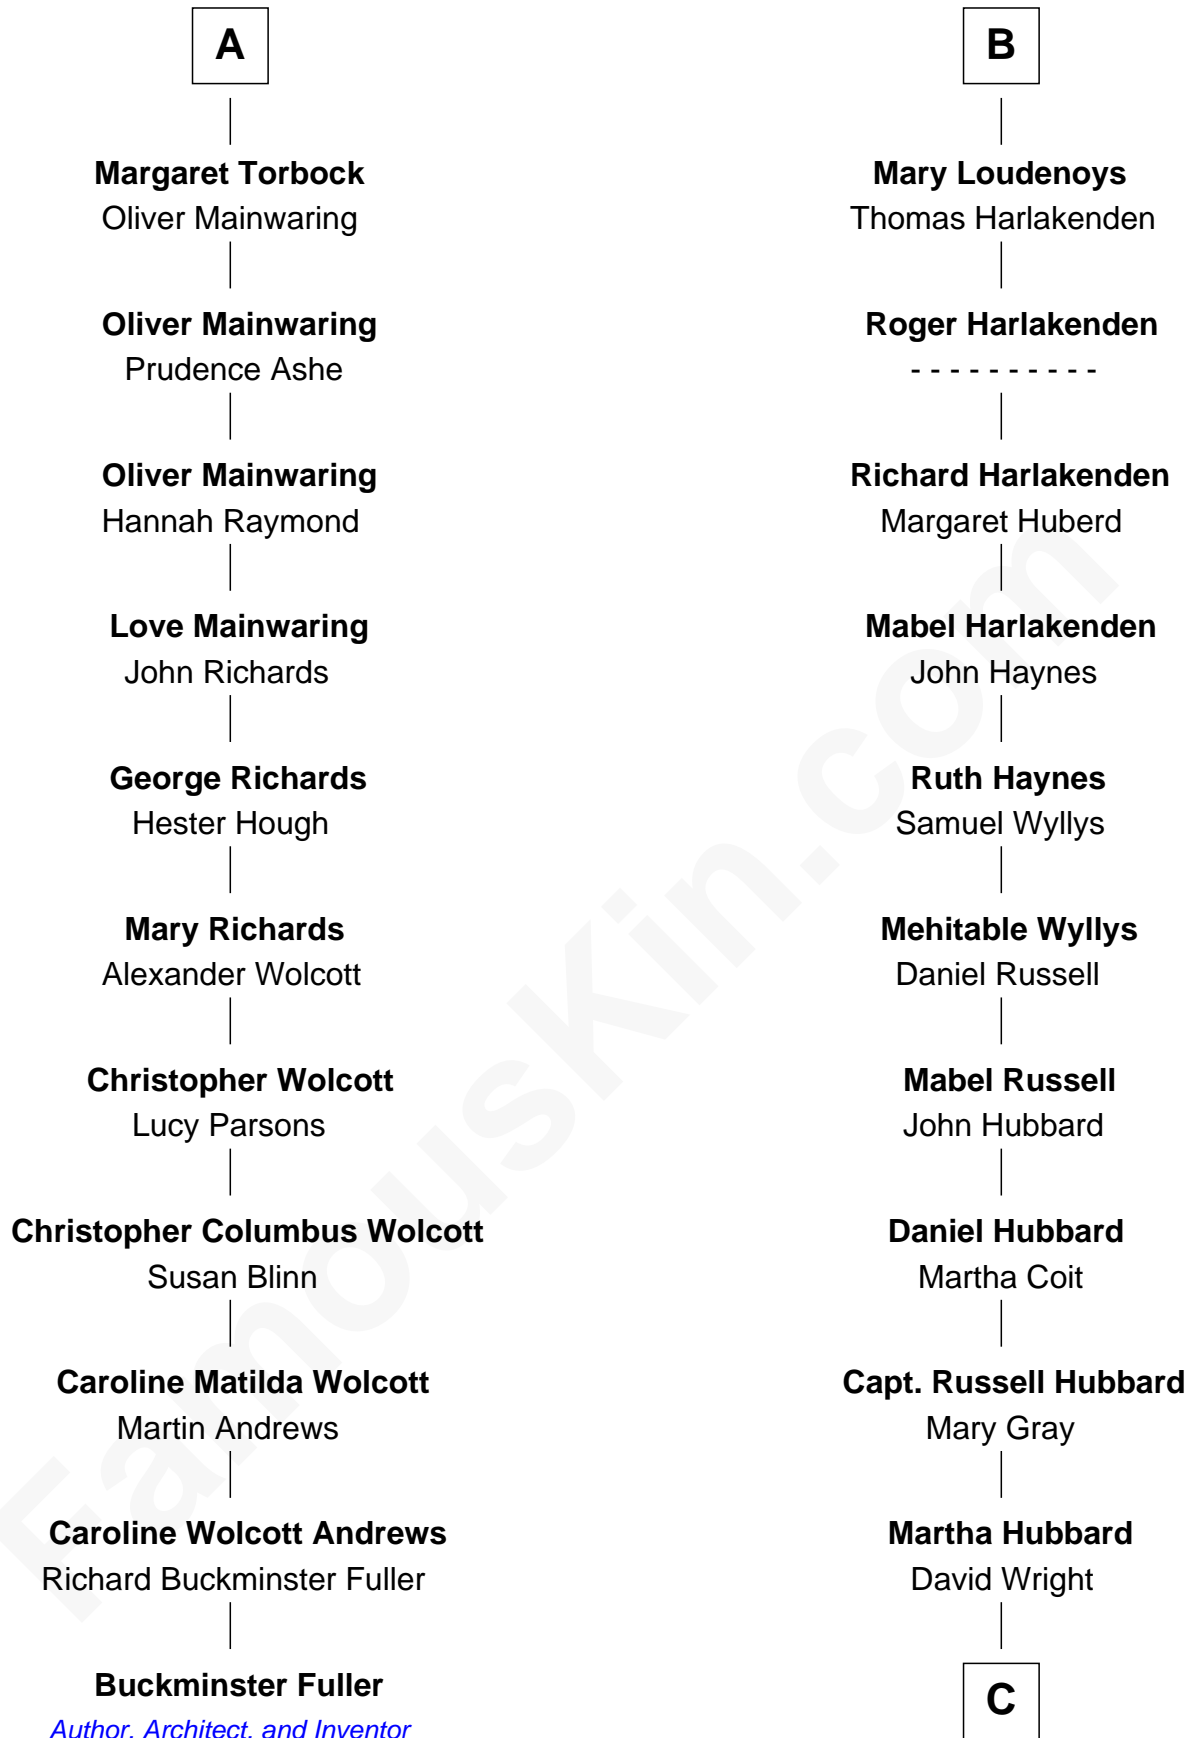 A
Margaret Torbock
Oliver Mainwaring
Oliver Mainwaring
Prudence Ashe
Oliver Mainwaring
Hannah Raymond
Love Mainwaring
John Richards
George Richards
Hester Hough
Mary Richards
Alexander Wolcott
Christopher Wolcott
Lucy Parsons
Christopher Columbus Wolcott
Susan Blinn
Caroline Matilda Wolcott
Martin Andrews
Caroline Wolcott Andrews
Richard Buckminster Fuller
Buckminster Fuller
Author, Architect, and Inventor
B
Mary Loudenoys
Thomas Harlakenden
Roger Harlakenden
- - - - - - - - - -
Richard Harlakenden
Margaret Huberd
Mabel Harlakenden
John Haynes
Ruth Haynes
Samuel Wyllys
Mehitable Wyllys
Daniel Russell
Mabel Russell
John Hubbard
Daniel Hubbard
Martha Coit
Capt. Russell Hubbard
Mary Gray
Martha Hubbard
David Wright
C
FamousKin.com